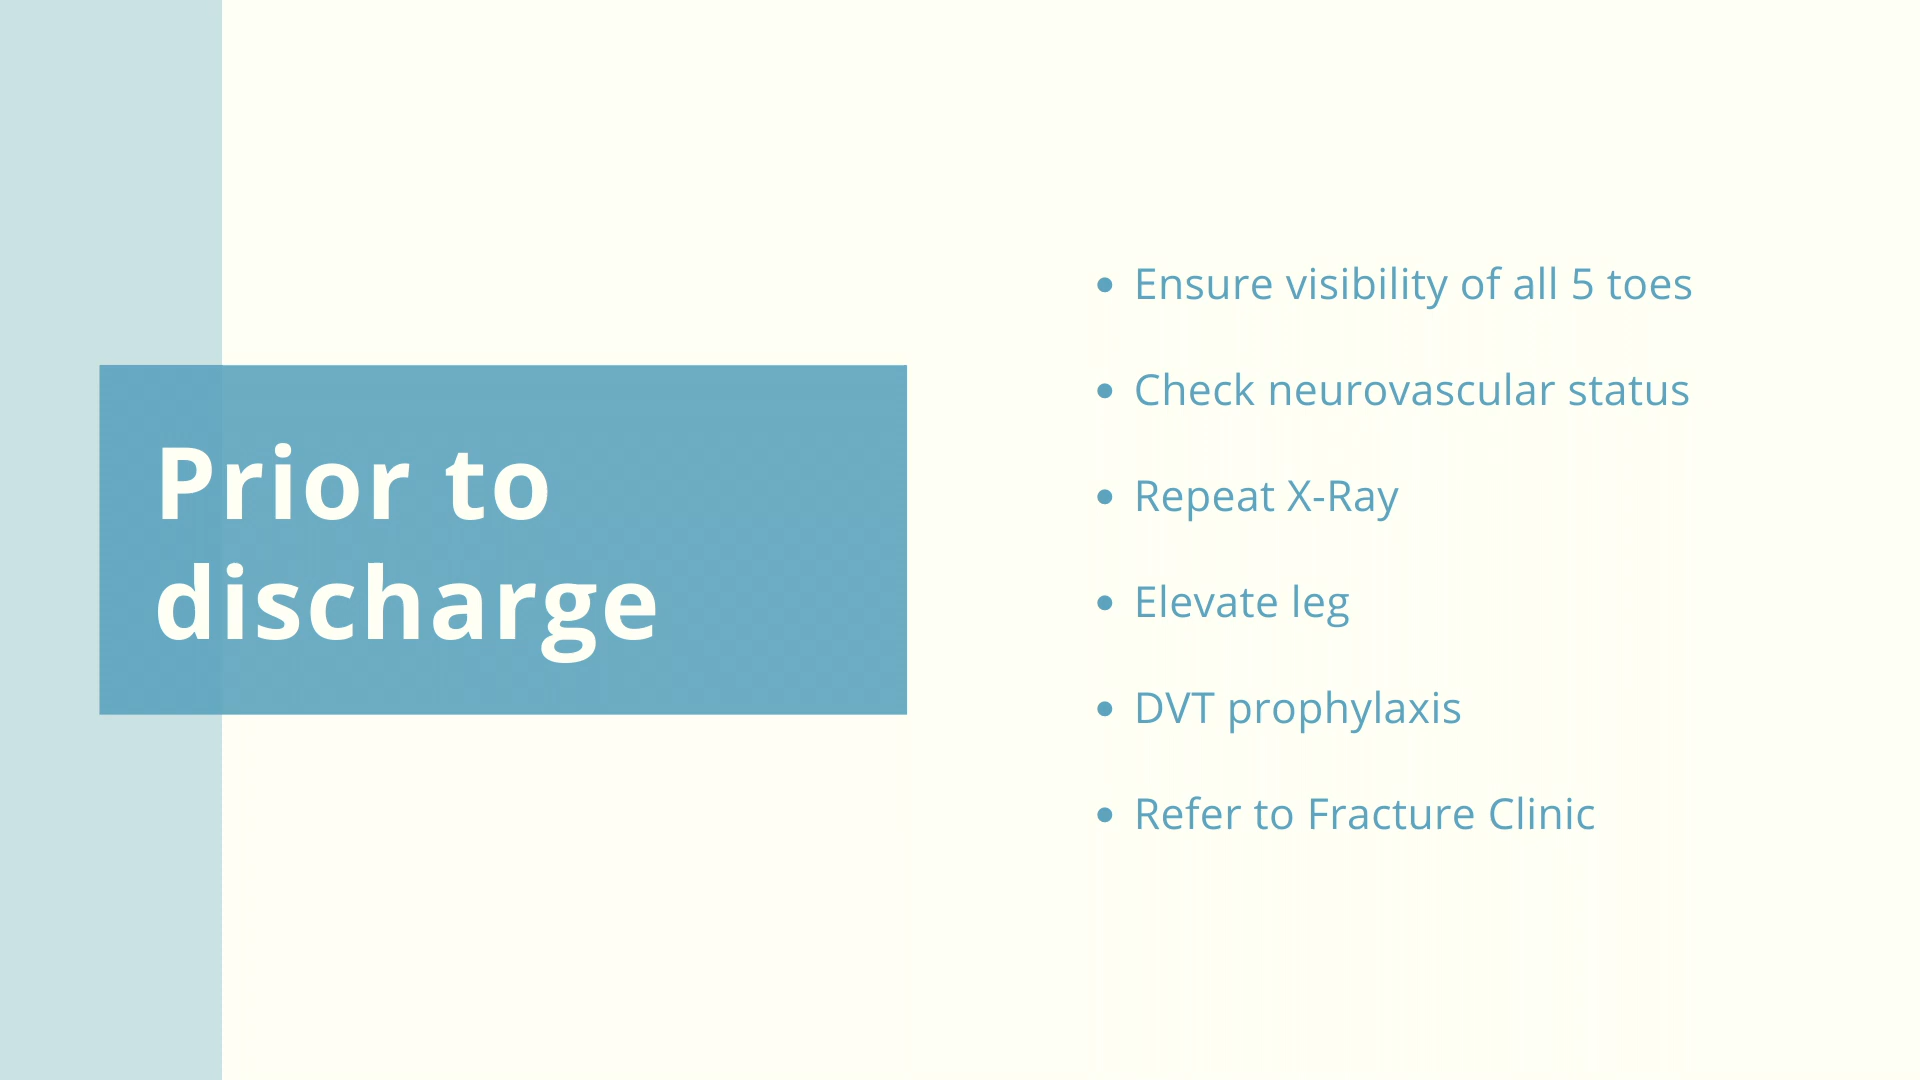 Prior to
discharge
• Ensure visibility of all 5 toes
• Check neurovascular status
• Repeat X-Ray
• Elevate leg
• DVT prophylaxis
• Refer to Fracture Clinic